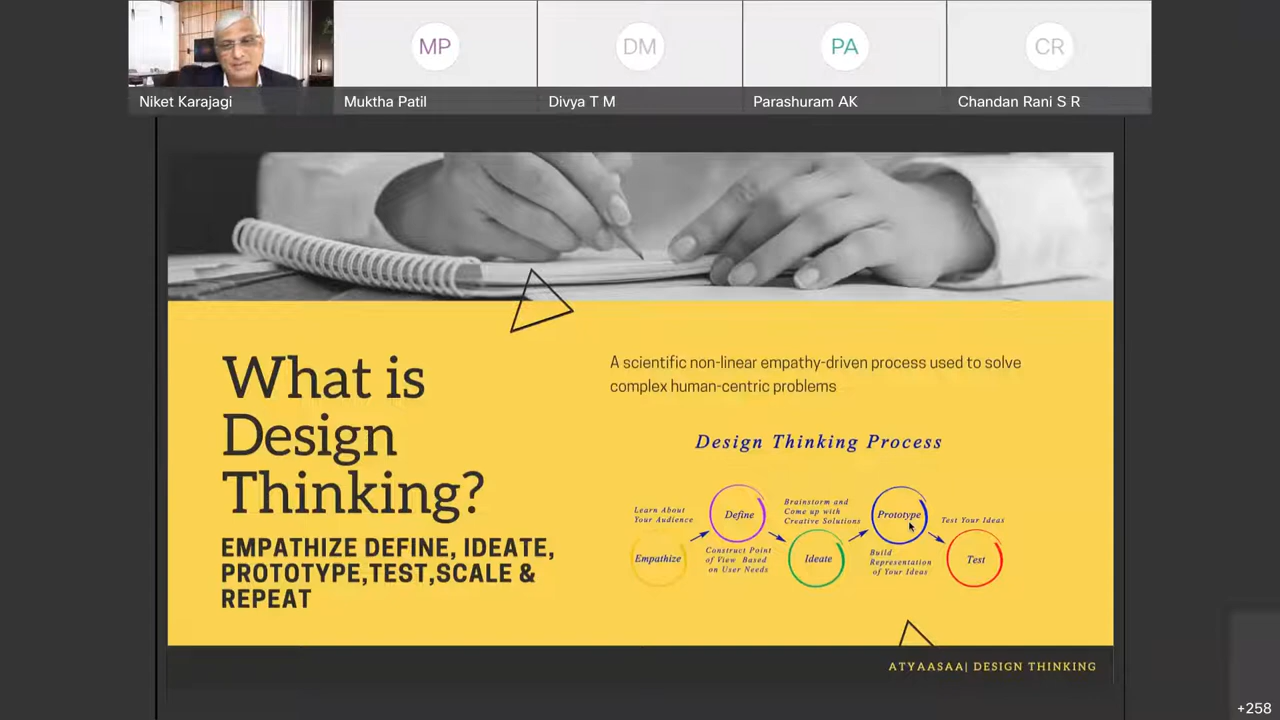 MP
DM
PA
CR
Niket Karajagi
Muktha Patil
Divya T M
Parashuram AK
Chandan Rani S R
What is
Design
Thinking?
EMPATHIZE DEFINE, IDEATE,
PROTOTYPE,TEST,SCALE &
REPEAT
A scientific non-linear empathy-driven process used to solve
complex human-centric problems
Design Thinking Process
Learn About
Your Audience
Empathize
Define
Construct Point
of View Based
on User Needs
Brainstorm and
Come up with
Creative Solutions
Ideate
Prototype
Build
Representation
of Your Ideas
Test Your Ideas
Test
ATYAASAA| DESIGN THINKING
+258